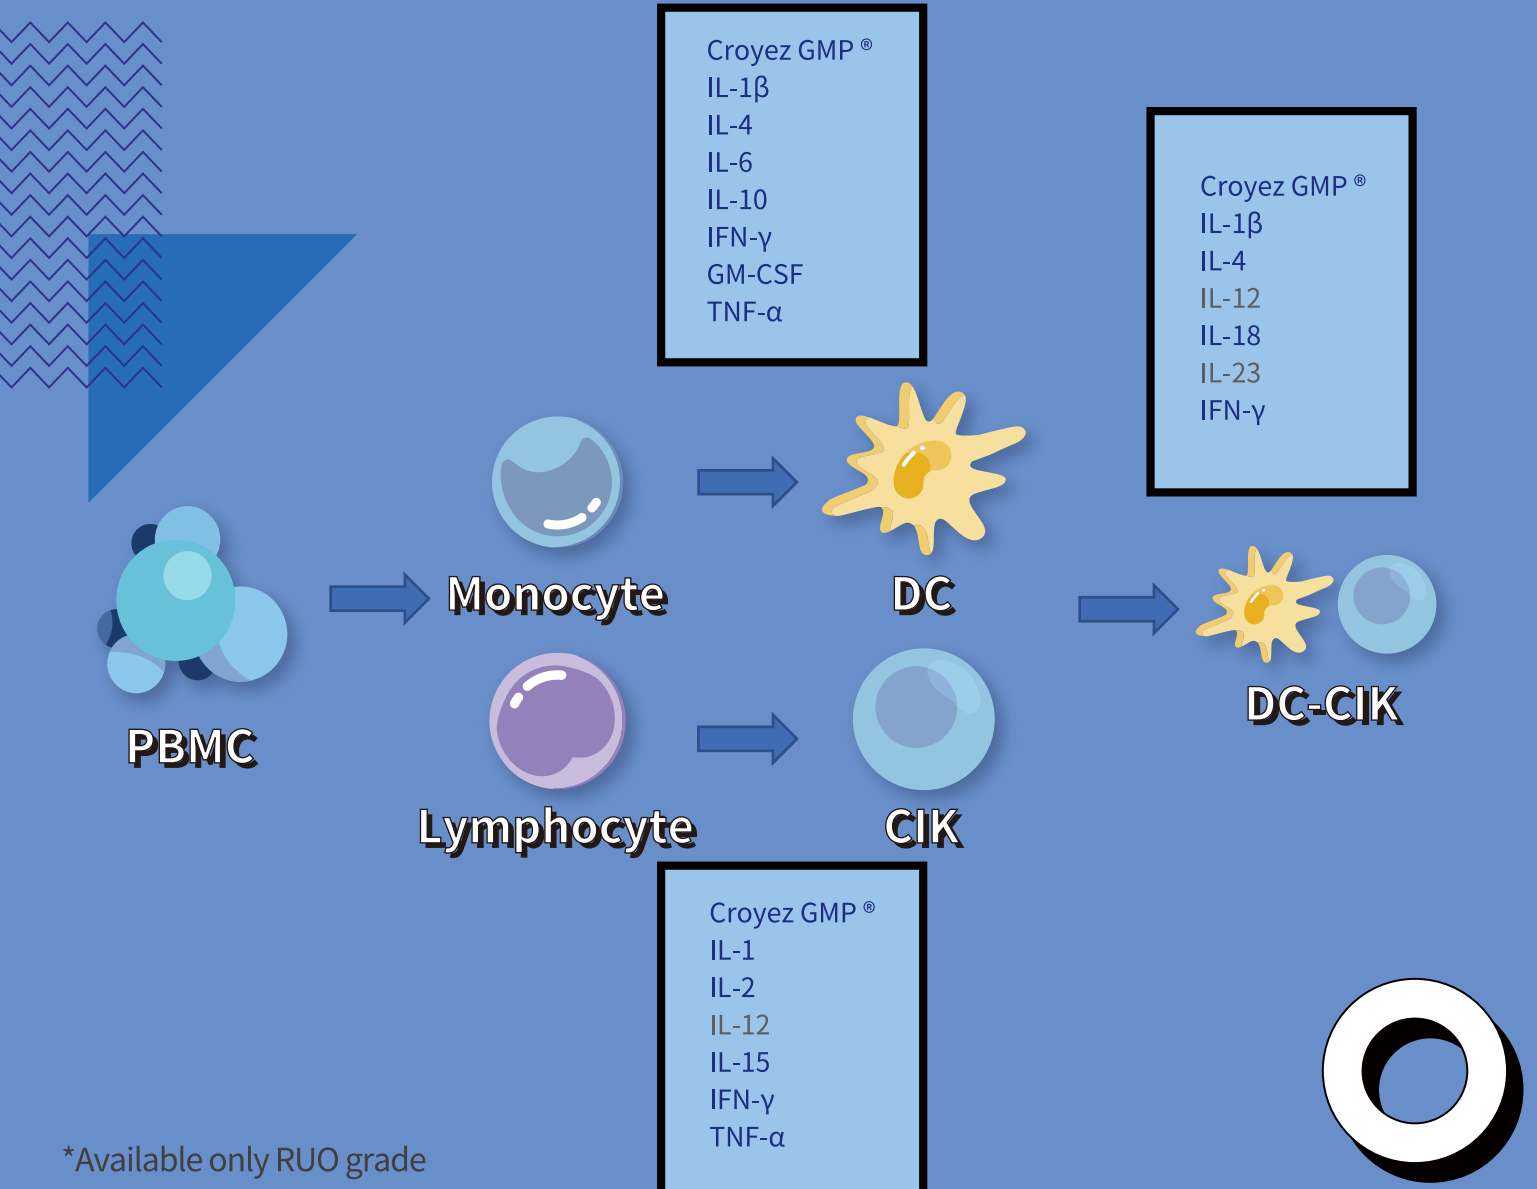 Croyez GMP ®
IL-1β
IL-4
IL-6
IL-10
IFN-γ
GM-CSF
TNF-α
Croyez GMP ®
IL-1β
IL-4
IL-12
IL-18
IL-23
IFN-γ
Monocyte
DC
PBMC
DC-CIK
Lymphocyte
CIK
Croyez GMP ®
IL-1
IL-2
IL-12
IL-15
IFN-γ
TNF-α
*Available only RUO grade